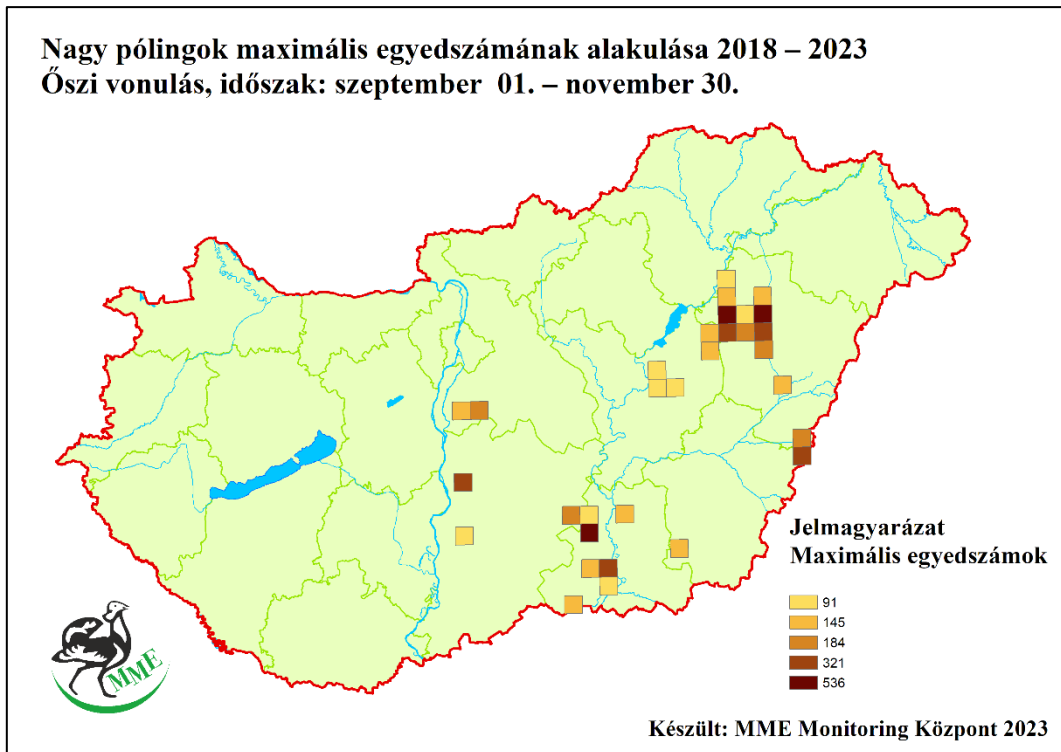 Nagy pólingok maximális egyedszámának alakulása 2018 – 2023
Őszi vonulás, időszak: szeptember 01. – november 30.
Jelmagyarázat
Maximális egyedszámok
91
145
184
321
536
MME
Készült: MME Monitoring Központ 2023